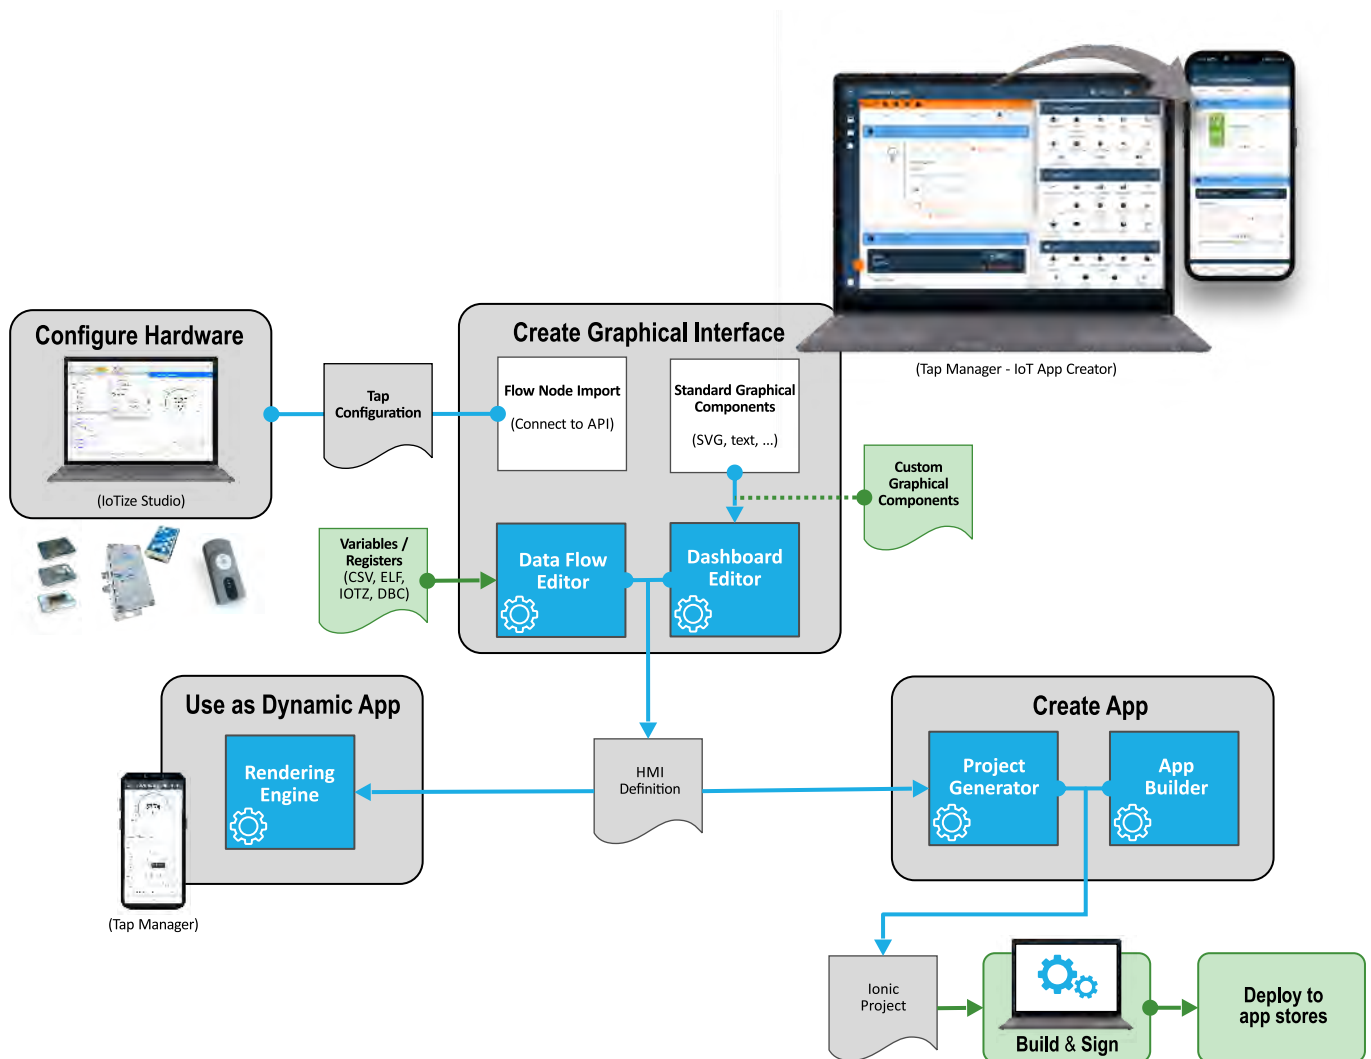 (Tap Manager - IoT App Creator)
Configure Hardware
(IoTize Studio)
Tap
Configuration
Create Graphical Interface
Flow Node Import
(Connect to API)
Standard Graphical
Components
(SVG, text, ...)
Custom
Graphical
Components
Variables /
Registers
(CSV, ELF,
IOTZ, DBC)
Data Flow
Editor
Dashboard
Editor
Use as Dynamic App
Rendering
Engine
(Tap Manager)
HMI
Definition
Create App
Project
Generator
App
Builder
Ionic
Project
Build & Sign
Deploy to
app stores